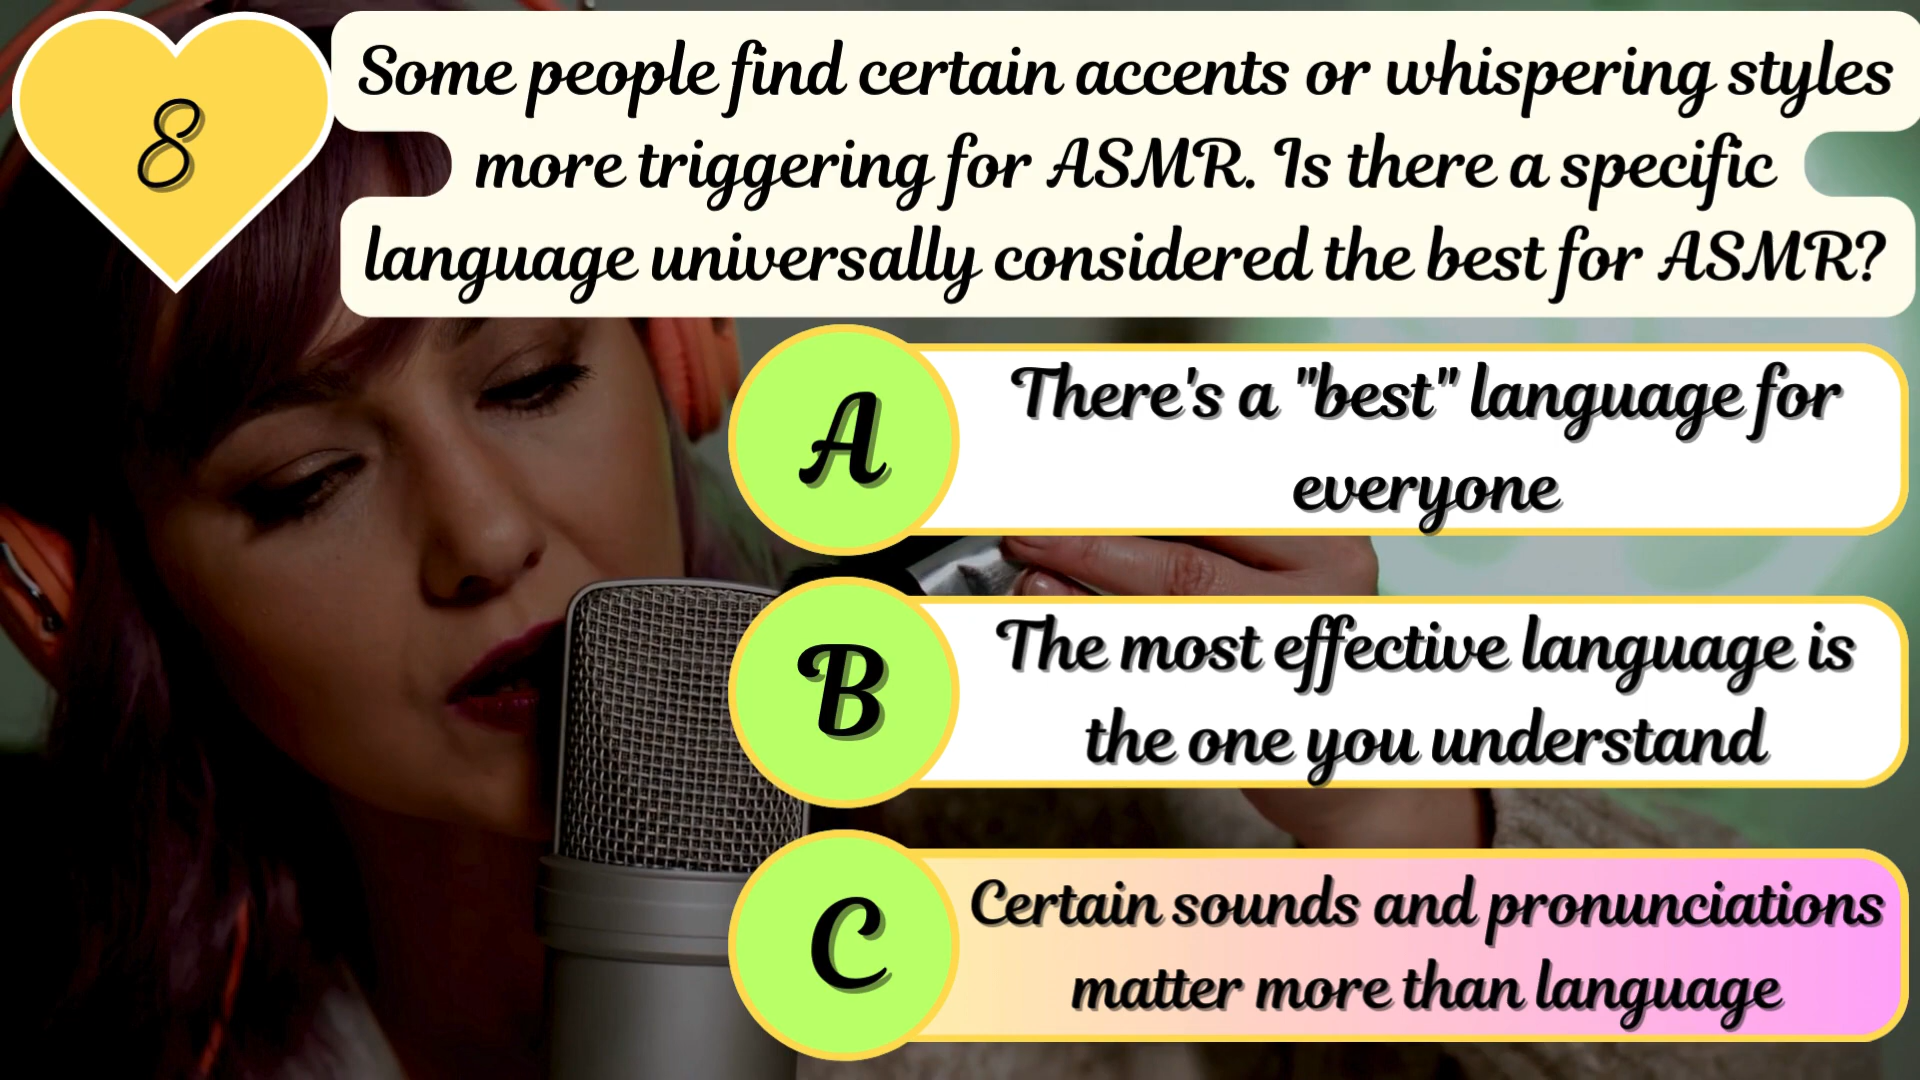 8
Some people find certain accents or whispering styles
more triggering for ASMR. Is there a specific
language universally considered the best for ASMR?
A
There's a "best" language for
everyone
B
The most effective language is
the one you understand
C
Certain sounds and pronunciations
matter more than language